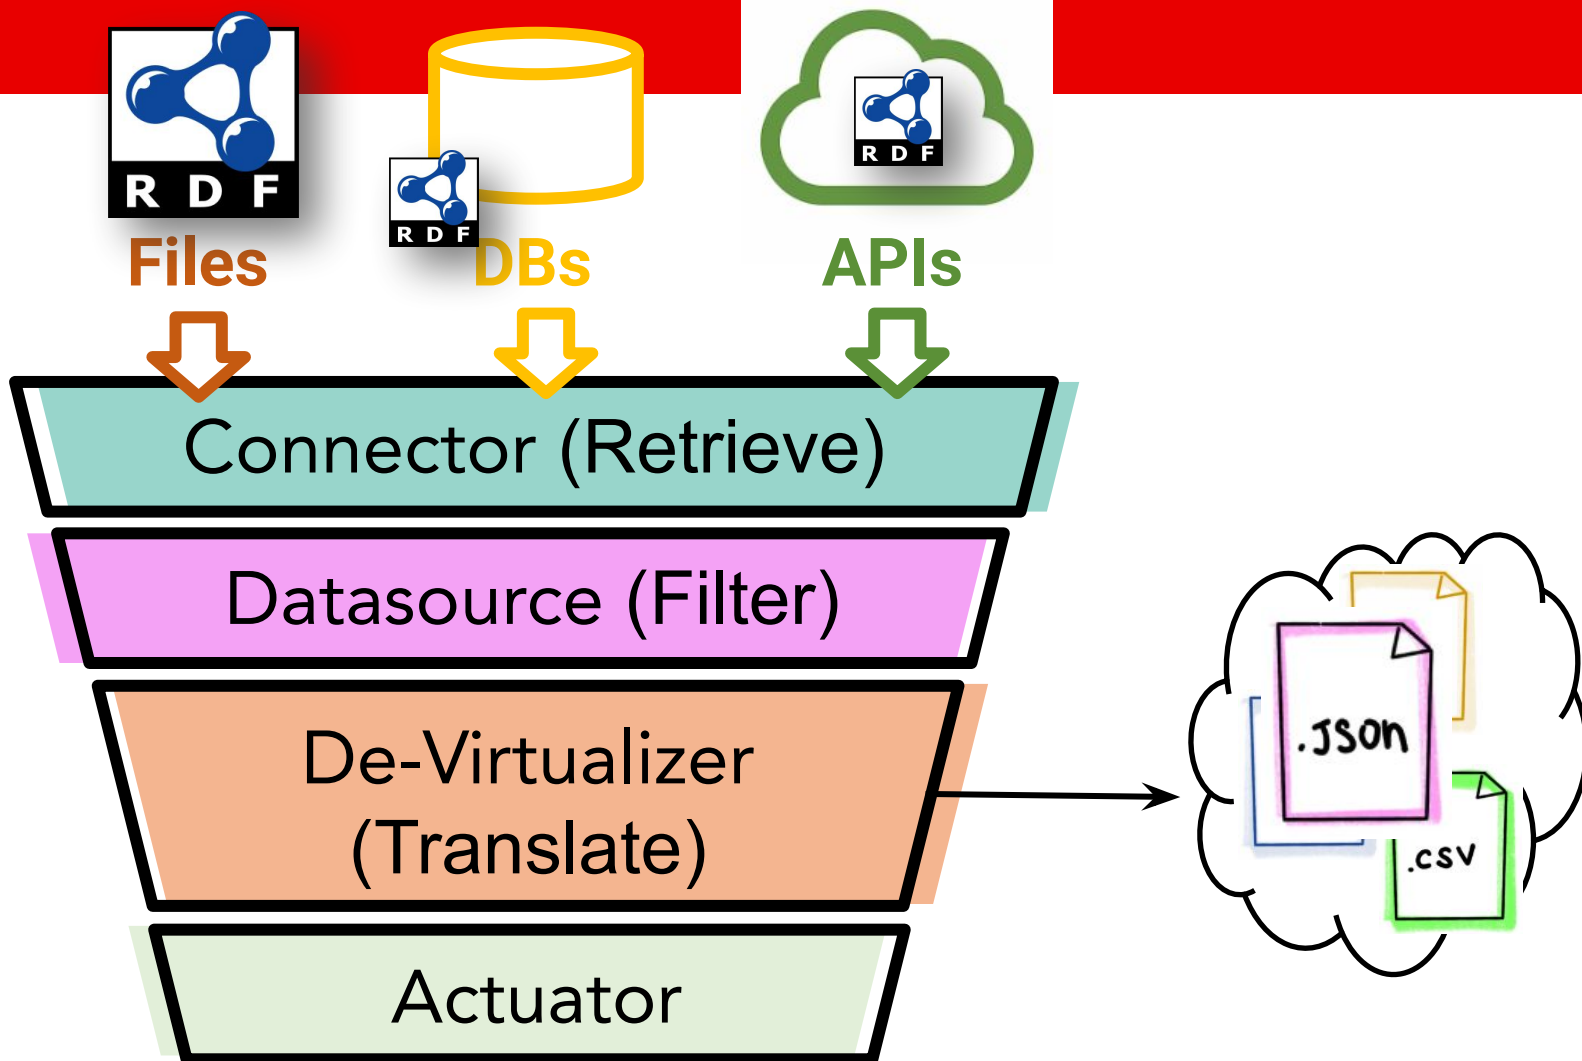 RDF
RDF
RDF
Files
DBs
APIs
Connector (Retrieve)
Datasource (Filter)
De-Virtualizer
(Translate)
Actuator
.JSON
.csv